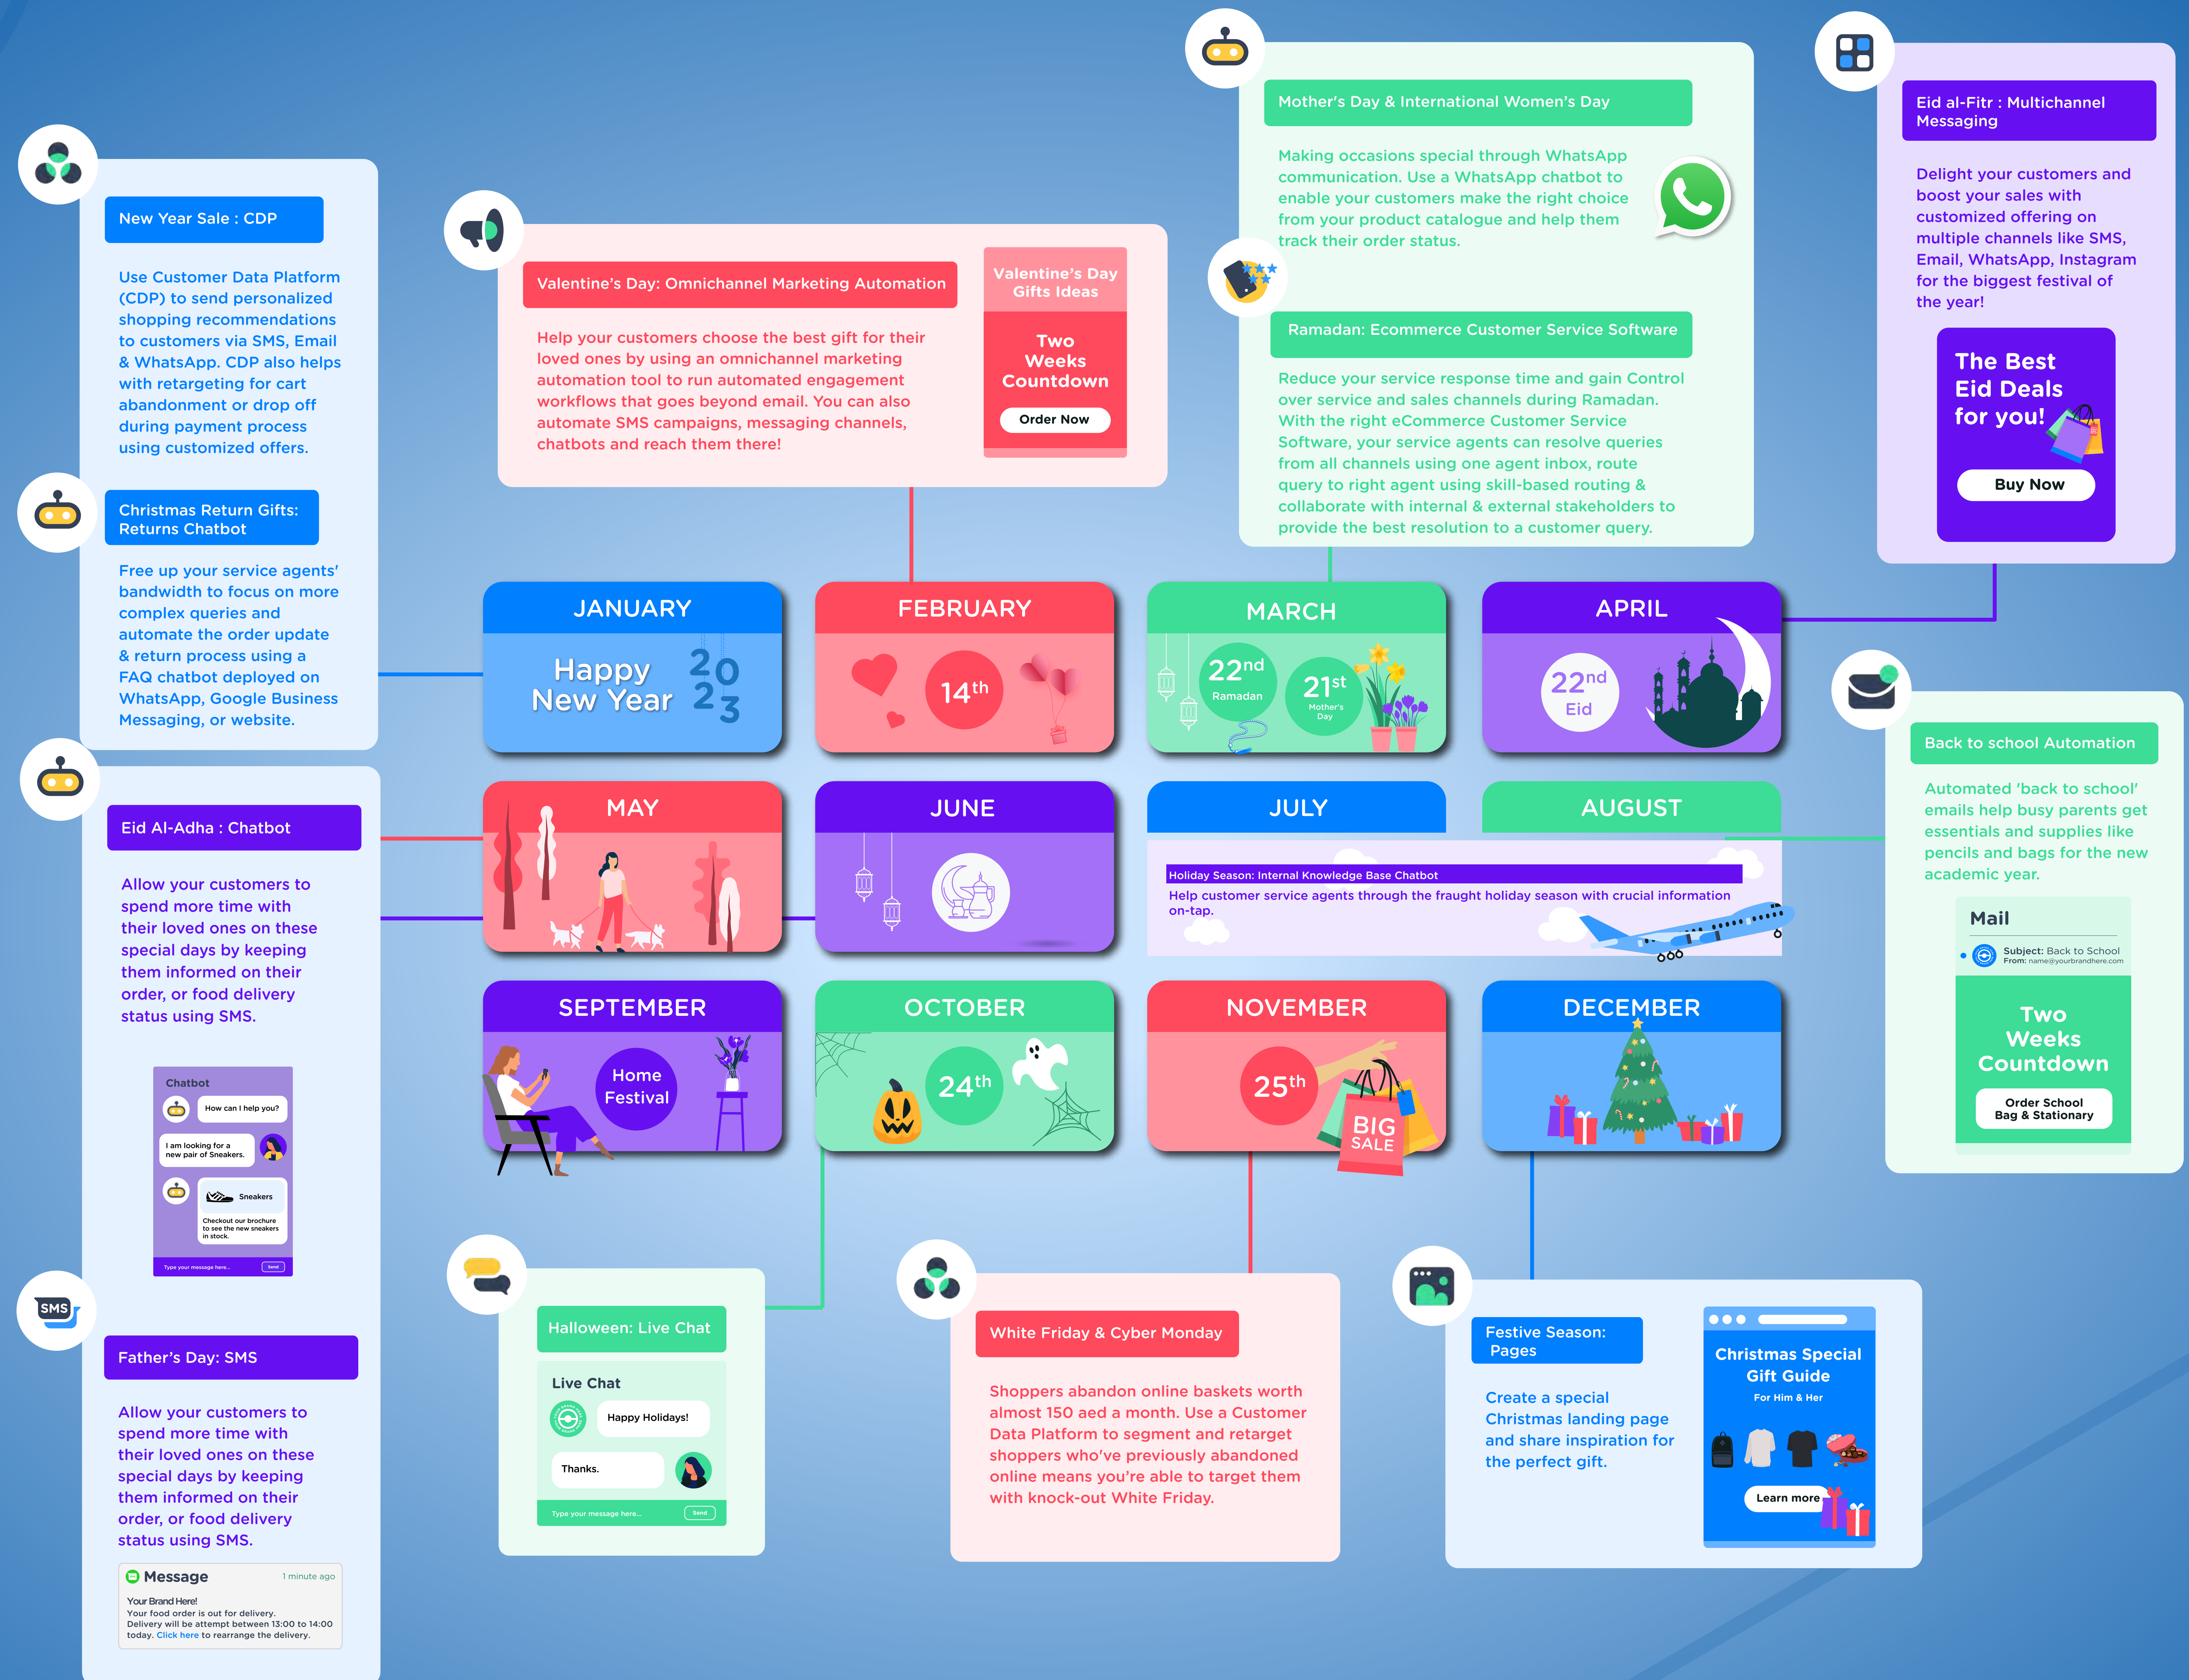 New Year Sale : CDP
Use Customer Data Platform
(CDP) to send personalized
shopping recommendations
to customers via SMS, Email
& WhatsApp. CDP also helps
with retargeting for cart
abandonment or drop off
during payment process
using customized offers.
Christmas Return Gifts:
Returns Chatbot
Free up your service agents'
bandwidth to focus on more
complex queries and
automate the order update
& return process using a
FAQ chatbot deployed on
WhatsApp, Google Business
Messaging, or website.
Valentine's Day: Omnichannel Marketing Automation
Help your customers choose the best gift for their
loved ones by using an omnichannel marketing
automation tool to run automated engagement
workflows that goes beyond email. You can also
automate SMS campaigns, messaging channels,
chatbots and reach them there!
Valentine's Day
Gifts Ideas
Two
Weeks
Countdown
Order Now
Mother's Day & International Women's Day
Making occasions special through WhatsApp
communication. Use a WhatsApp chatbot to
enable your customers make the right choice
from your product catalogue and help them
track their order status.
Ramadan: Ecommerce Customer Service Software
Reduce your service response time and gain Control
over service and sales channels during Ramadan.
With the right eCommerce Customer Service
Software, your service agents can resolve queries
from all channels using one agent inbox, route
query to right agent using skill-based routing &
collaborate with internal & external stakeholders to
provide the best resolution to a customer query.
Eid al-Fitr : Multichannel
Messaging
Delight your customers and
boost your sales with
customized offering on
multiple channels like SMS,
Email, WhatsApp, Instagram
for the biggest festival of
the year!
The Best
Eid Deals
for you!
Buy Now
JANUARY
Happy
New Year
20
23
FEBRUARY
14th
MARCH
22nd
Ramadan
21st
Mother's
Day
APRIL
22nd
Eid
MAY
JUNE
JULY
AUGUST
Holiday Season: Internal Knowledge Base Chatbot
Help customer service agents through the fraught holiday season with crucial information
on-tap.
SEPTEMBER
Home
Festival
OCTOBER
24th
NOVEMBER
25th
BIG
SALE
DECEMBER
Back to school Automation
Automated 'back to school'
emails help busy parents get
essentials and supplies like
pencils and bags for the new
academic year.
Mail
Subject: Back to School
From: name@yourbrandhere.com
Two
Weeks
Countdown
Order School
Bag & Stationary
Eid Al-Adha : Chatbot
Allow your customers to
spend more time with
their loved ones on these
special days by keeping
them informed on their
order, or food delivery
status using SMS.
Chatbot
How can I help you?
I am looking for a
new pair of Sneakers.
Sneakers
Checkout our brochure
to see the new sneakers
in stock.
Type your message here...
Send
SMS
Father's Day: SMS
Allow your customers to
spend more time with
their loved ones on these
special days by keeping
them informed on their
order, or food delivery
status using SMS.
Message
1 minute ago
Your Brand Here!
Your food order is out for delivery.
Delivery will be attempt between 13:00 to 14:00
today. Click here to rearrange the delivery.
Halloween: Live Chat
Live Chat
Happy Holidays!
Thanks.
Type your message here...
Send
White Friday & Cyber Monday
Shoppers abandon online baskets worth
almost 150 aed a month. Use a Customer
Data Platform to segment and retarget
shoppers who've previously abandoned
online means you're able to target them
with knock-out White Friday.
Festive Season:
Pages
Create a special
Christmas landing page
and share inspiration for
the perfect gift.
Christmas Special
Gift Guide
For Him & Her
Learn more